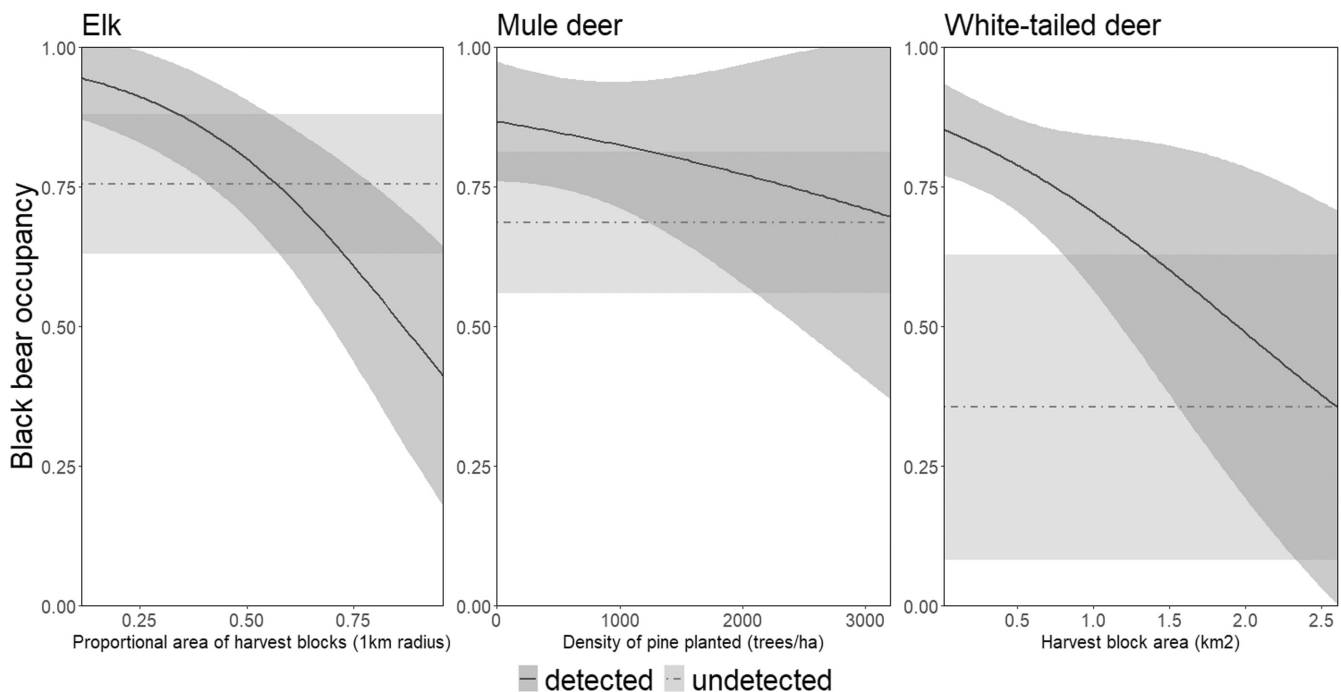 Elk
Mule deer
White-tailed deer
Black bear occupancy
1.00
0.75
0.50
0.25
0.00
1.00
0.75
0.50
0.25
0.00
1.00
0.75
0.50
0.25
0.00
0.25 0.50 0.75
0 1000 2000 3000
0.5 1.0 1.5 2.0 2.5
Proportional area of harvest blocks (1km radius)
Density of pine planted (trees/ha)
Harvest block area (km2)
detected undetected